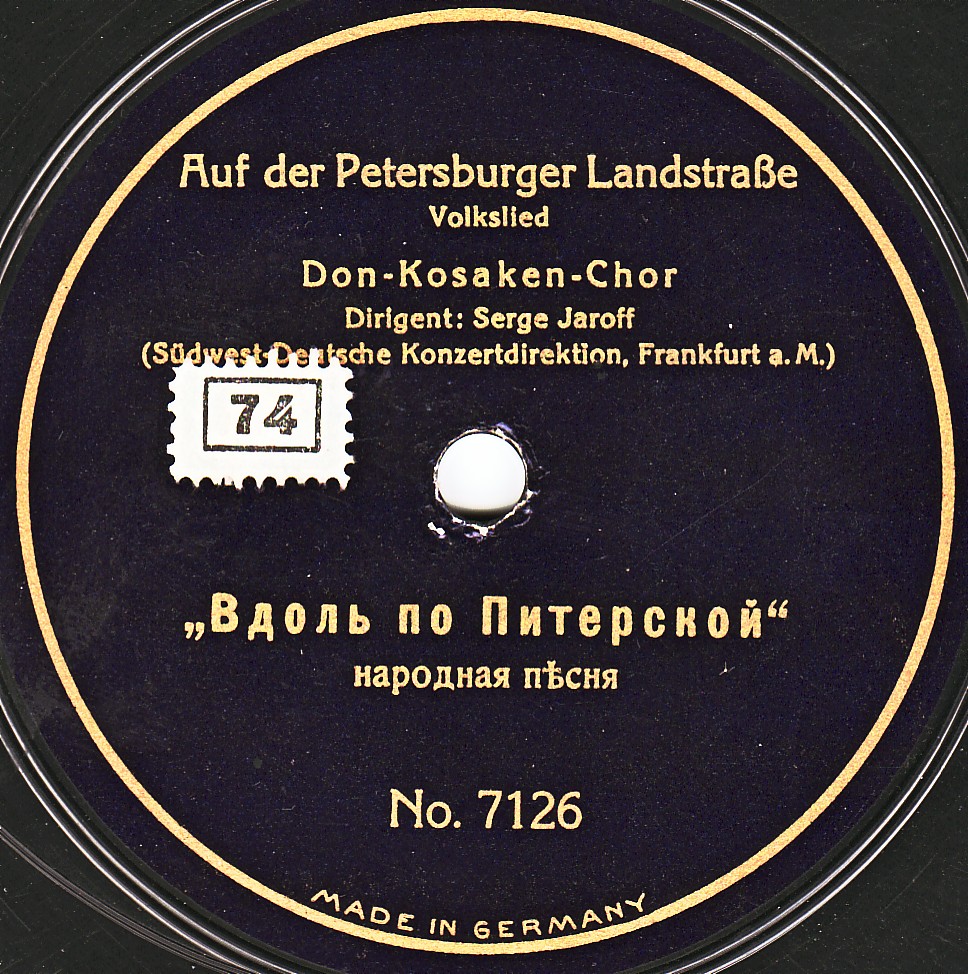 Auf der Petersburger Landstraße
Volkslied
Don-Kosaken-Chor
Dirigent: Serge Jaroff
(Südwest-Deutsche Konzertdirektion, Frankfurt a. M.)
74
„Вдоль по Питерской“
народная пѣсня
No. 7126
MADE IN GERMANY